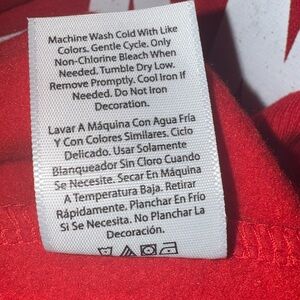 Machine Wash Cold With Like
Colors. Gentle Cycle. Only
Non-Chlorine Bleach When
Needed. Tumble Dry Low.
Remove Promptly. Cool Iron If
Needed. Do Not Iron
Decoration.
Lavar A Máquina Con Agua Fría
Y Con Colores Similares. Ciclo
Delicado. Usar Solamente
Blanqueador Sin Cloro Cuando
Se Necesite. Secar En Máquina
A Temperatura Baja. Retirar
Rápidamente. Planchar En Frío
Si Se Necesita. No Planchar La
Decoración.